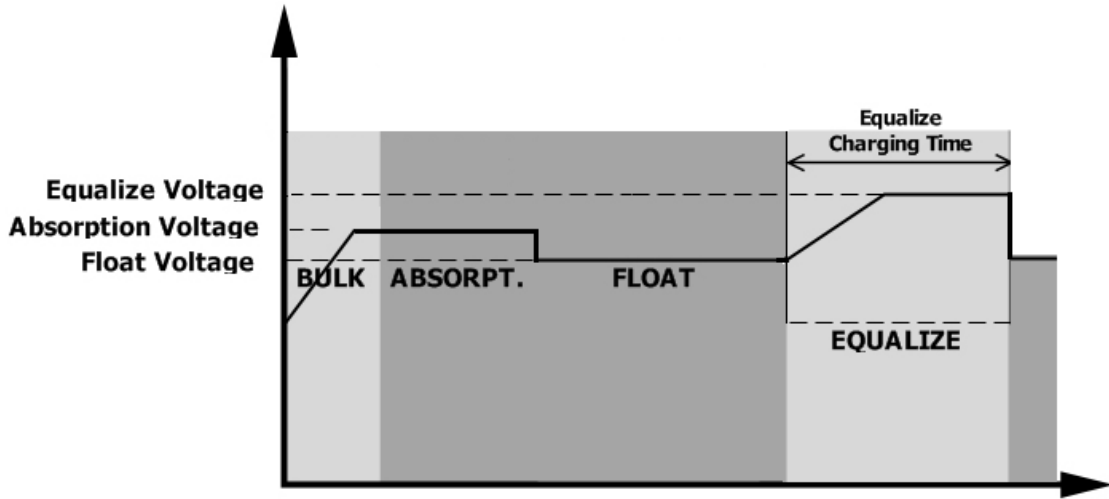 Equalize
Charging Time
Equalize Voltage
Absorption Voltage
Float Voltage
BULK
ABSORPT.
FLOAT
EQUALIZE